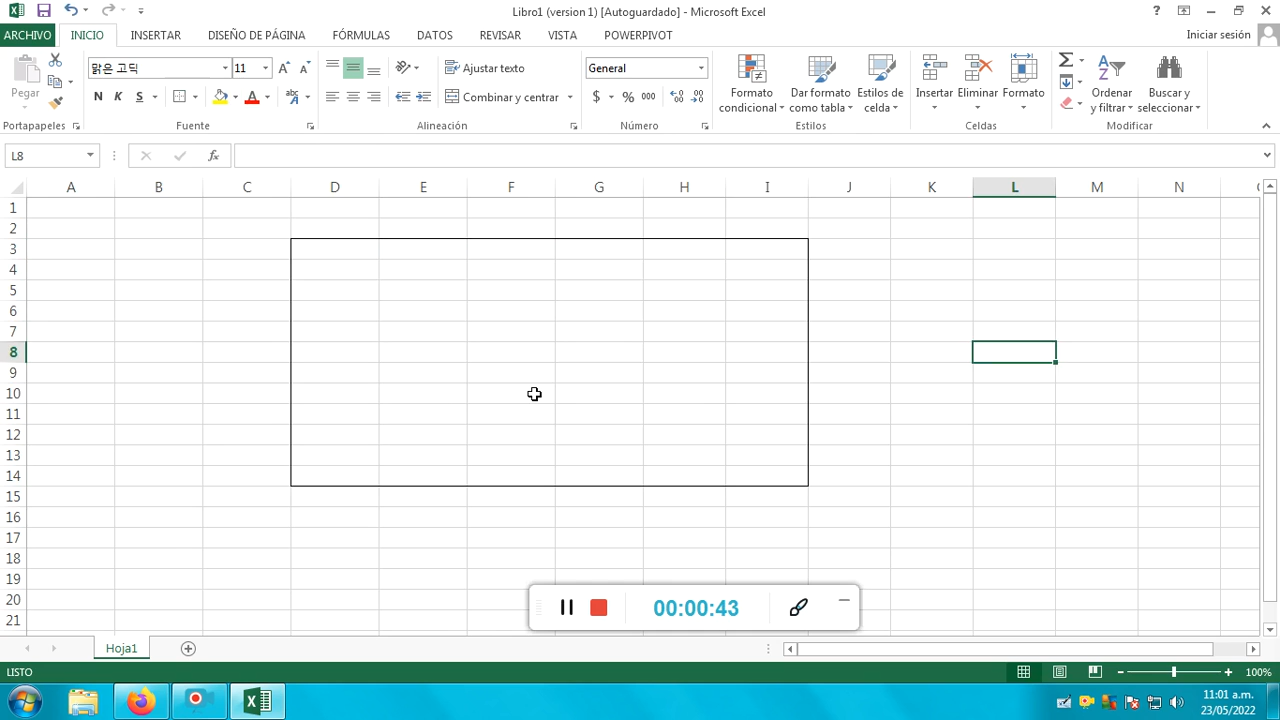 Libro1 (version 1) [Autoguardado] - Microsoft Excel
ARCHIVO INICIO INSERTAR DISEÑO DE PÁGINA FÓRMULAS DATOS REVISAR VISTA POWERPIVOT Iniciar sesión
Pegar
맑은 고딕 11
N K S
Ajustar texto
Combinar y centrar
General
$ % 000
Formato condicional
Dar formato como tabla
Estilos de celda
Insertar Eliminar Formato
Ordenar y filtrar
Buscar y seleccionar
Portapapeles Fuente Alineación Número Estilos Celdas Modificar
L8 fx
A B C D E F G H I J K L M N
1
2
3
4
5
6
7
8
9
10
11
12
13
14
15
16
17
18
19
20
21
00:00:43
Hoja1
LISTO 100%
11:01 a.m.
23/05/2022